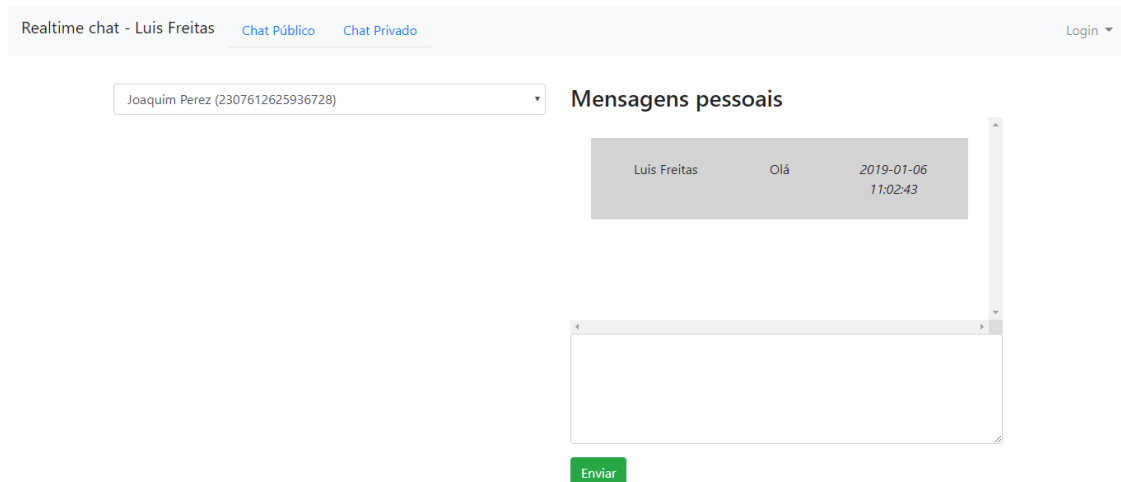 Realtime chat - Luis Freitas Chat Público Chat Privado Login
Joaquim Perez (2307612625936728)
Mensagens pessoais
Luis Freitas Olá 2019-01-06
11:02:43
Enviar